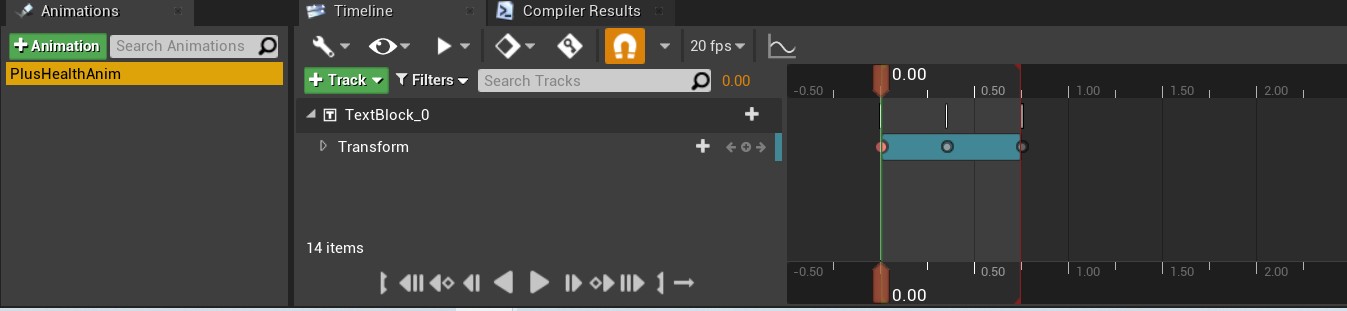 Animations
Timeline
Compiler Results
Animation
Search Animations
20 fps
PlusHealthAnim
Track
Filters
Search Tracks
0.00
0.00
-0.50
0.50
1.00
1.50
2.00
TextBlock_0
Transform
14 items
-0.50
0.50
1.00
1.50
2.00
0.00